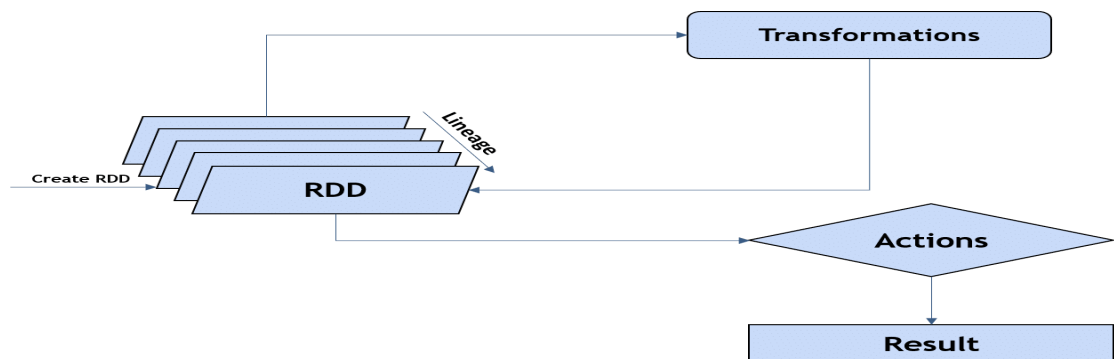 Transformations
Lineage
Create RDD
RDD
Actions
Result